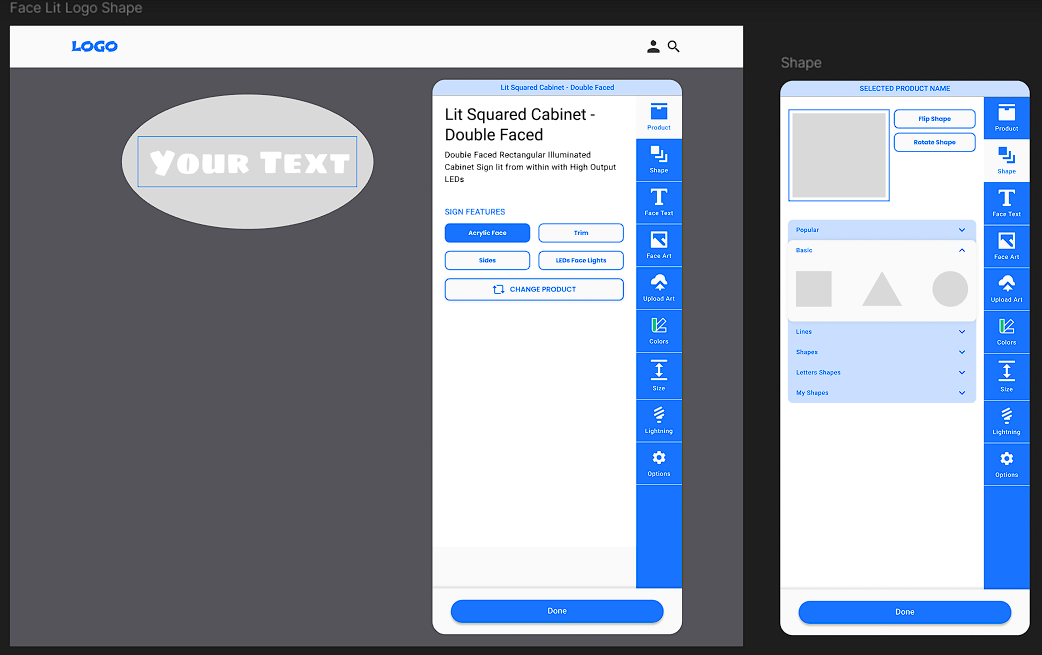 Face Lit Logo Shape
LOGO
Your Text
Lit Squared Cabinet - Double Faced
Lit Squared Cabinet -
Double Faced
Double Faced Rectangular Illuminated
Cabinet Sign lit from within with High Output
LEDs
SIGN FEATURES
Acrylic Face
Trim
Sides
LEDs Face Lights
CHANGE PRODUCT
Product
Shape
Face Text
Face Art
Upload Art
Colors
Size
Lightning
Options
Done
Shape
SELECTED PRODUCT NAME
Flip Shape
Rotate Shape
Popular
Basic
Lines
Shapes
Letters Shapes
My Shapes
Product
Shape
Face Text
Face Art
Upload Art
Colors
Size
Lightning
Options
Done